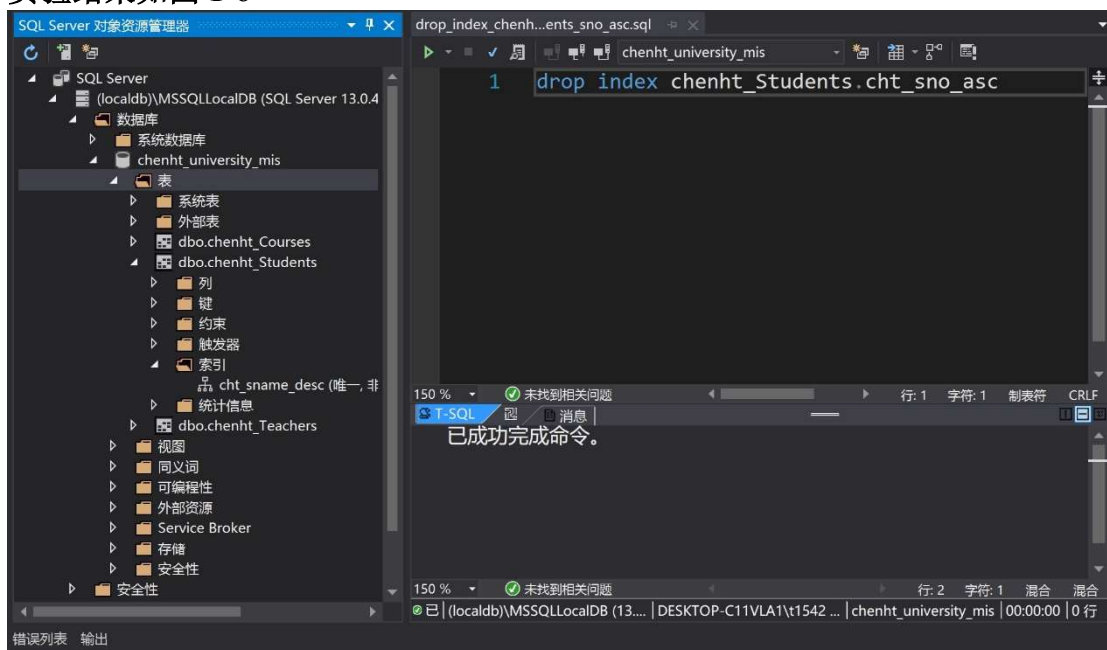 SQL Server 对象资源管理器
SQL Server
(localdb)\MSSQLLocalDB (SQL Server 13.0.4
数据库
系统数据库
chenht_university_mis
表
系统表
外部表
dbo.chenht_Courses
dbo.chenht_Students
列
键
约束
触发器
索引
cht_sname_desc (唯一, 非
统计信息
dbo.chenht_Teachers
视图
同义词
可编程性
外部资源
Service Broker
存储
安全性
安全性
drop_index_chenh...ents_sno_asc.sql
chenht_university_mis
1 drop index chenht_Students.cht_sno_asc
150 % 未找到相关问题 行: 1 字符: 1 制表符 CRLF
T-SQL 消息
已成功完成命令。
150 % 未找到相关问题 行: 2 字符: 1 混合 混合
(localdb)\MSSQLLocalDB (13.... DESKTOP-C11VLA1\t1542 ... chenht_university_mis 00:00:00 0 行
错误列表 输出